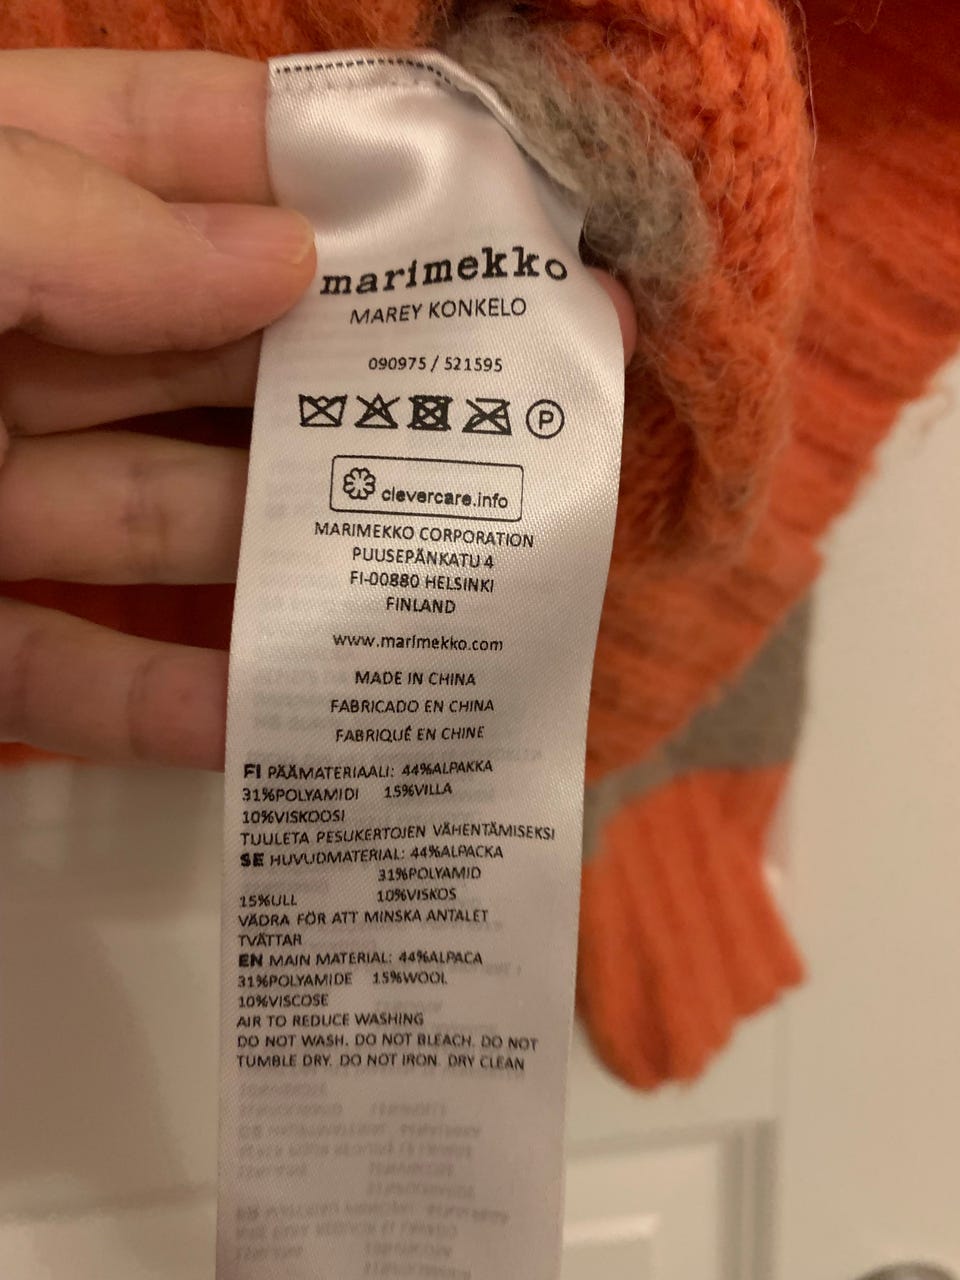 marimekko
MAREY KONKELO
090975 / 521595
P
clevercare.info
MARIMEKKO CORPORATION
PUUSEPÄNKATU 4
FI-00880 HELSINKI
FINLAND
www.marimekko.com
MADE IN CHINA
FABRICADO EN CHINA
FABRIQUÉ EN CHINE
FI PÄÄMATERIAALI: 44%ALPAKKA
31%POLYAMIDI 15%VILLA
10%VISKOOSI
TUULETA PESUKERTOJEN VÄHENTÄMISEKSI
SE HUVUDMATERIAL: 44%ALPACKA
31%POLYAMID
15%ULL 10%VISKOS
VÄDRA FÖR ATT MINSKA ANTALET
TVÄTTAR
EN MAIN MATERIAL: 44%ALPACA
31%POLYAMIDE 15%WOOL
10%VISCOSE
AIR TO REDUCE WASHING
DO NOT WASH. DO NOT BLEACH. DO NOT
TUMBLE DRY. DO NOT IRON. DRY CLEAN